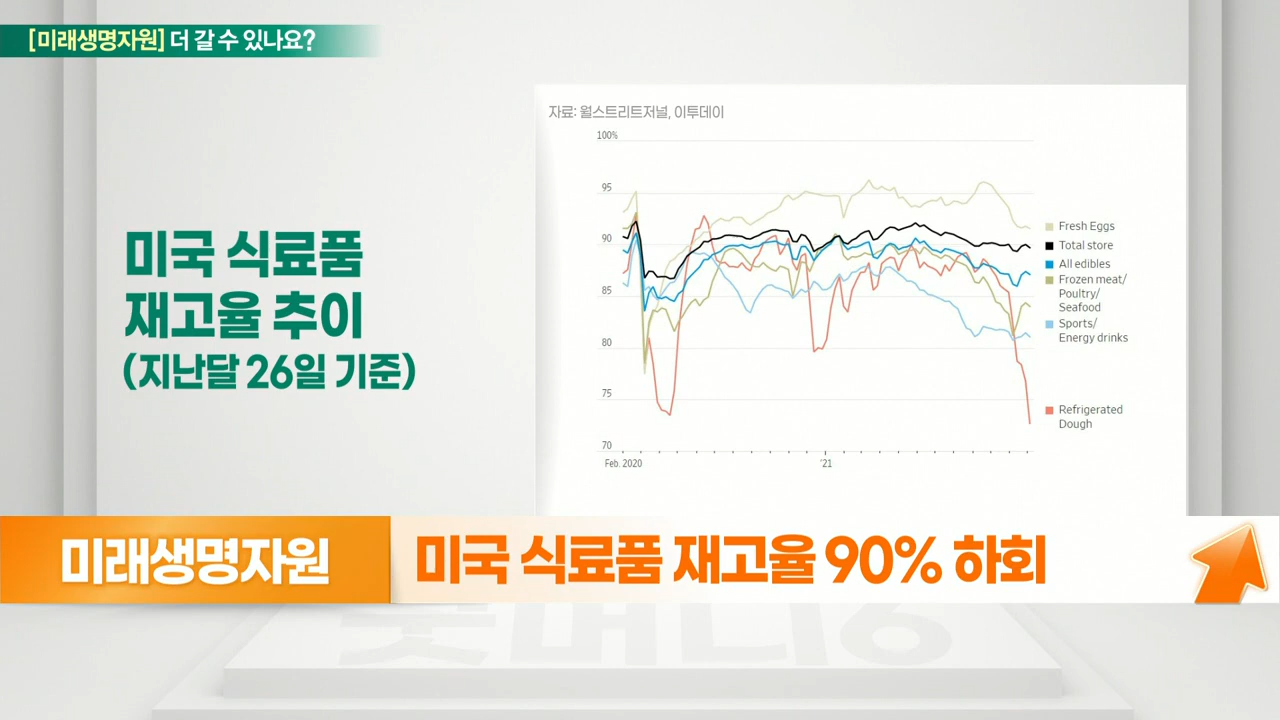 [미래생명자원] 더 갈 수 있나요?
자료: 월스트리트저널, 이투데이
미국 식료품
재고율 추이
(지난달 26일 기준)
100%
95
90
85
80
75
70
Feb. 2020
'21
Fresh Eggs
Total store
All edibles
Frozen meat/
Poultry/
Seafood
Sports/
Energy drinks
Refrigerated
Dough
미래생명자원
미국 식료품 재고율 90% 하회